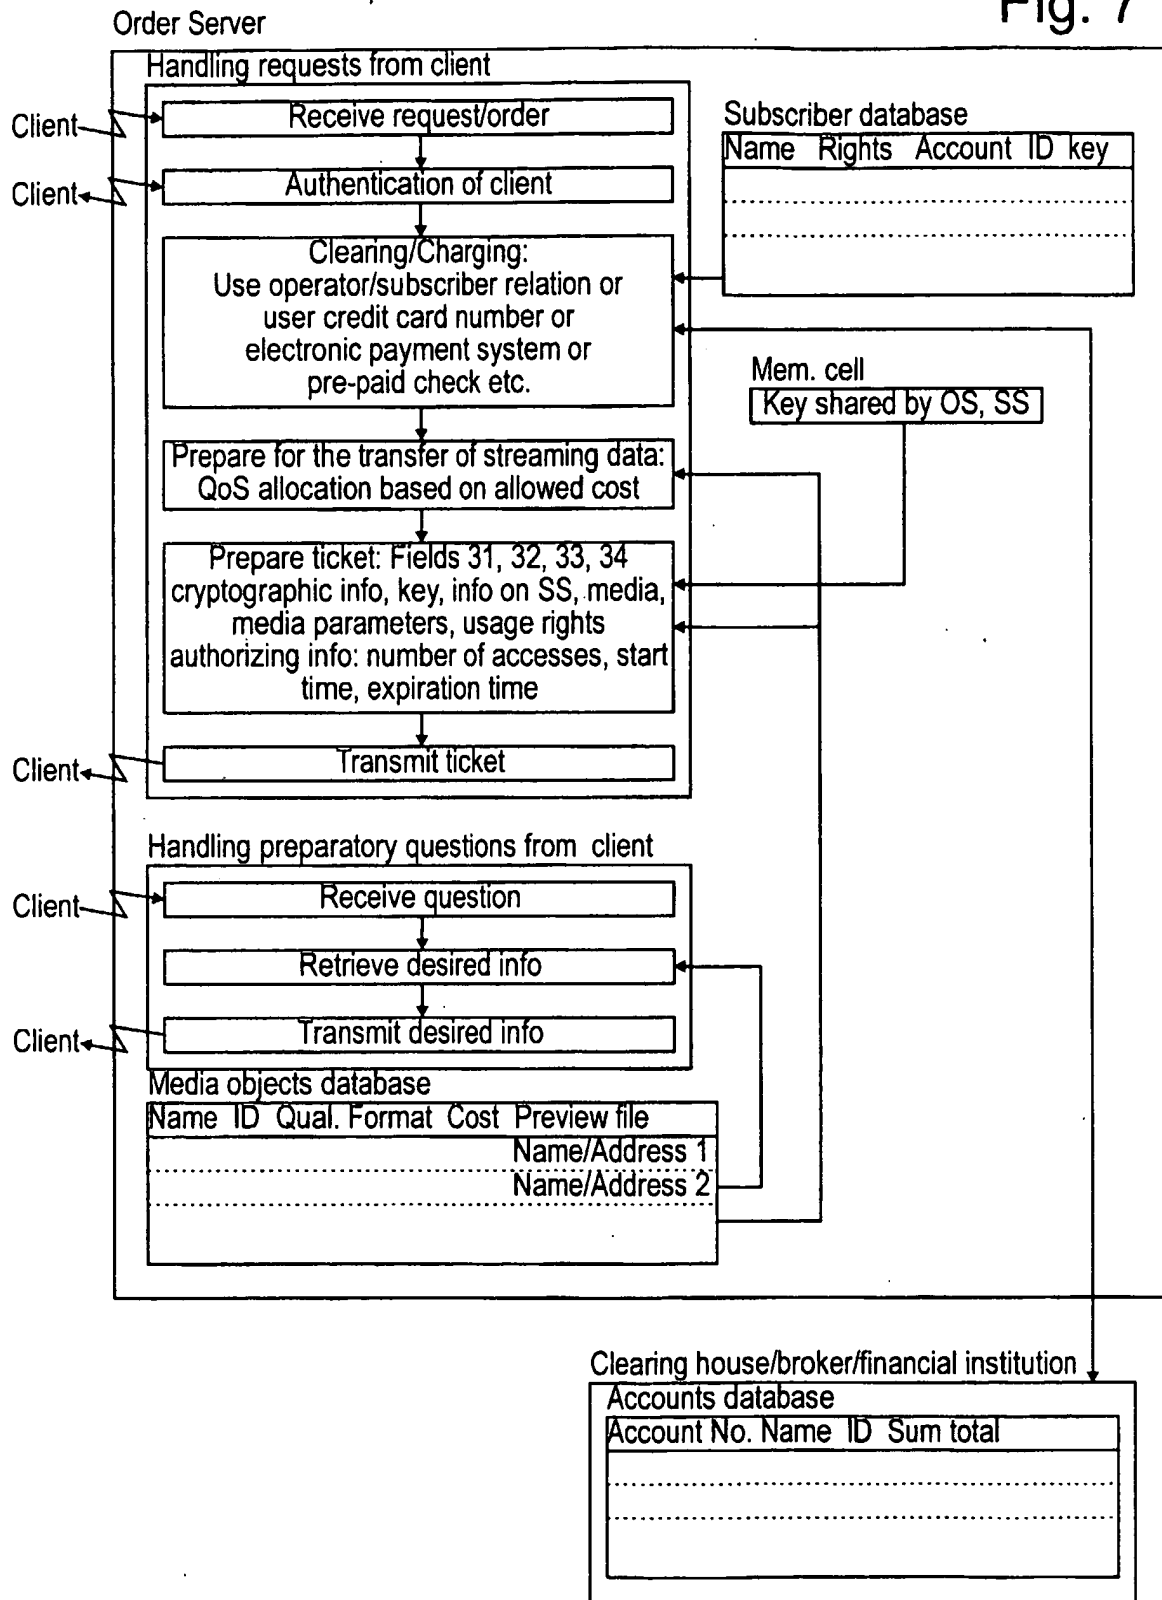 Fig. 7
Order Server
Handling requests from client
Client
Receive request/order
Client
Authentication of client
Clearing/Charging:
Use operator/subscriber relation or
user credit card number or
electronic payment system or
pre-paid check etc.
Prepare for the transfer of streaming data:
QoS allocation based on allowed cost
Prepare ticket: Fields 31, 32, 33, 34
cryptographic info, key, info on SS, media,
media parameters, usage rights
authorizing info: number of accesses, start
time, expiration time
Client
Transmit ticket
Subscriber database
Name Rights Account ID key
Mem. cell
Key shared by OS, SS
Handling preparatory questions from client
Client
Receive question
Retrieve desired info
Client
Transmit desired info
Media objects database
Name ID Qual. Format Cost Preview file
Name/Address 1
Name/Address 2
Clearing house/broker/financial institution
Accounts database
Account No. Name ID Sum total